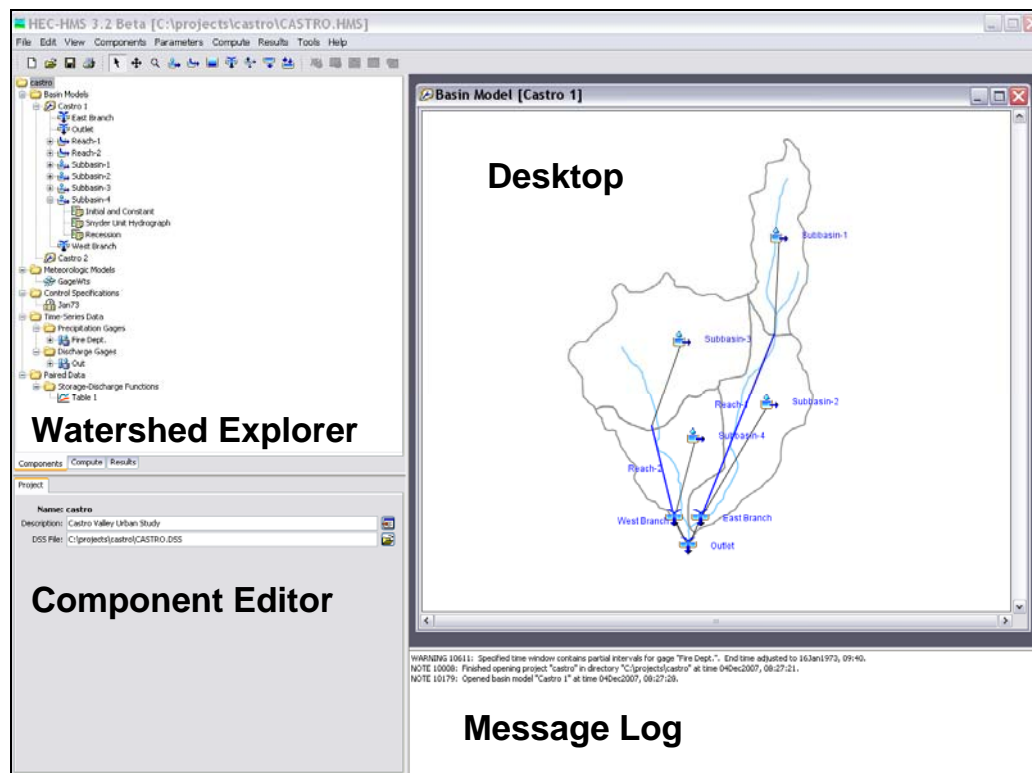 HEC-HMS 3.2 Beta [C:\projects\castro\CASTRO.HMS]
File Edit View Components Parameters Compute Results Tools Help
castro
Basin Models
Castro 1
East Branch
Outlet
Reach-1
Reach-2
Subbasin-1
Subbasin-2
Subbasin-3
Subbasin-4
Initial and Constant
Snyder Unit Hydrograph
Recession
West Branch
Castro 2
Meteorologic Models
GageWts
Control Specifications
Jan73
Time-Series Data
Precipitation Gages
Fire Dept.
Discharge Gages
Out
Paired Data
Storage-Discharge Functions
Table 1
Watershed Explorer
Components Compute Results
Project
Name: castro
Description: Castro Valley Urban Study
DSS File: C:\projects\castro\CASTRO.DSS
Component Editor
Basin Model [Castro 1]
Desktop
Subbasin-1
Subbasin-3
Subbasin-2
Reach-1
Subbasin-4
Reach-2
West Branch
East Branch
Outlet
WARNING 10611: Specified time window contains partial intervals for gage "Fire Dept.". End time adjusted to 16Jan1973, 09:40.
NOTE 10008: Finished opening project "castro" in directory "C:\projects\castro" at time 04Dec2007, 08:27:21.
NOTE 10179: Opened basin model "Castro 1" at time 04Dec2007, 08:27:28.
Message Log